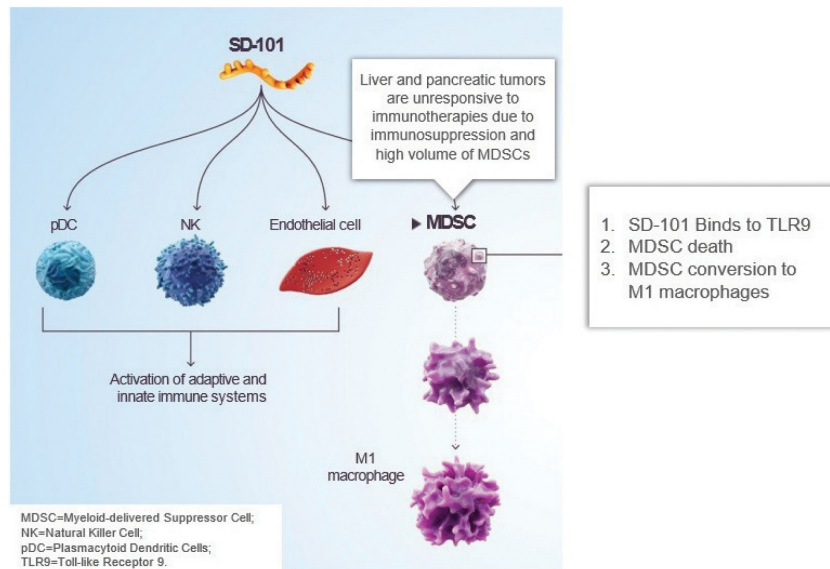 SD-101
Liver and pancreatic tumors
are unresponsive to
immunotherapies due to
immunosuppression and
high volume of MDSCs
pDC
NK
Endothelial cell
MDSC
1. SD-101 Binds to TLR9
2. MDSC death
3. MDSC conversion to
M1 macrophages
Activation of adaptive and
innate immune systems
M1
macrophage
MDSC=Myeloid-delivered Suppressor Cell;
NK=Natural Killer Cell;
pDC=Plasmacytoid Dendritic Cells;
TLR9=Toll-like Receptor 9.